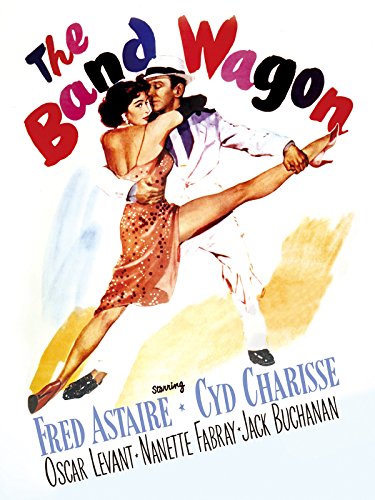 The
Band Wagon
Starring
FRED ASTAIRE • CYD CHARISSE
OSCAR LEVANT • NANETTE FABRAY • JACK BUCHANAN